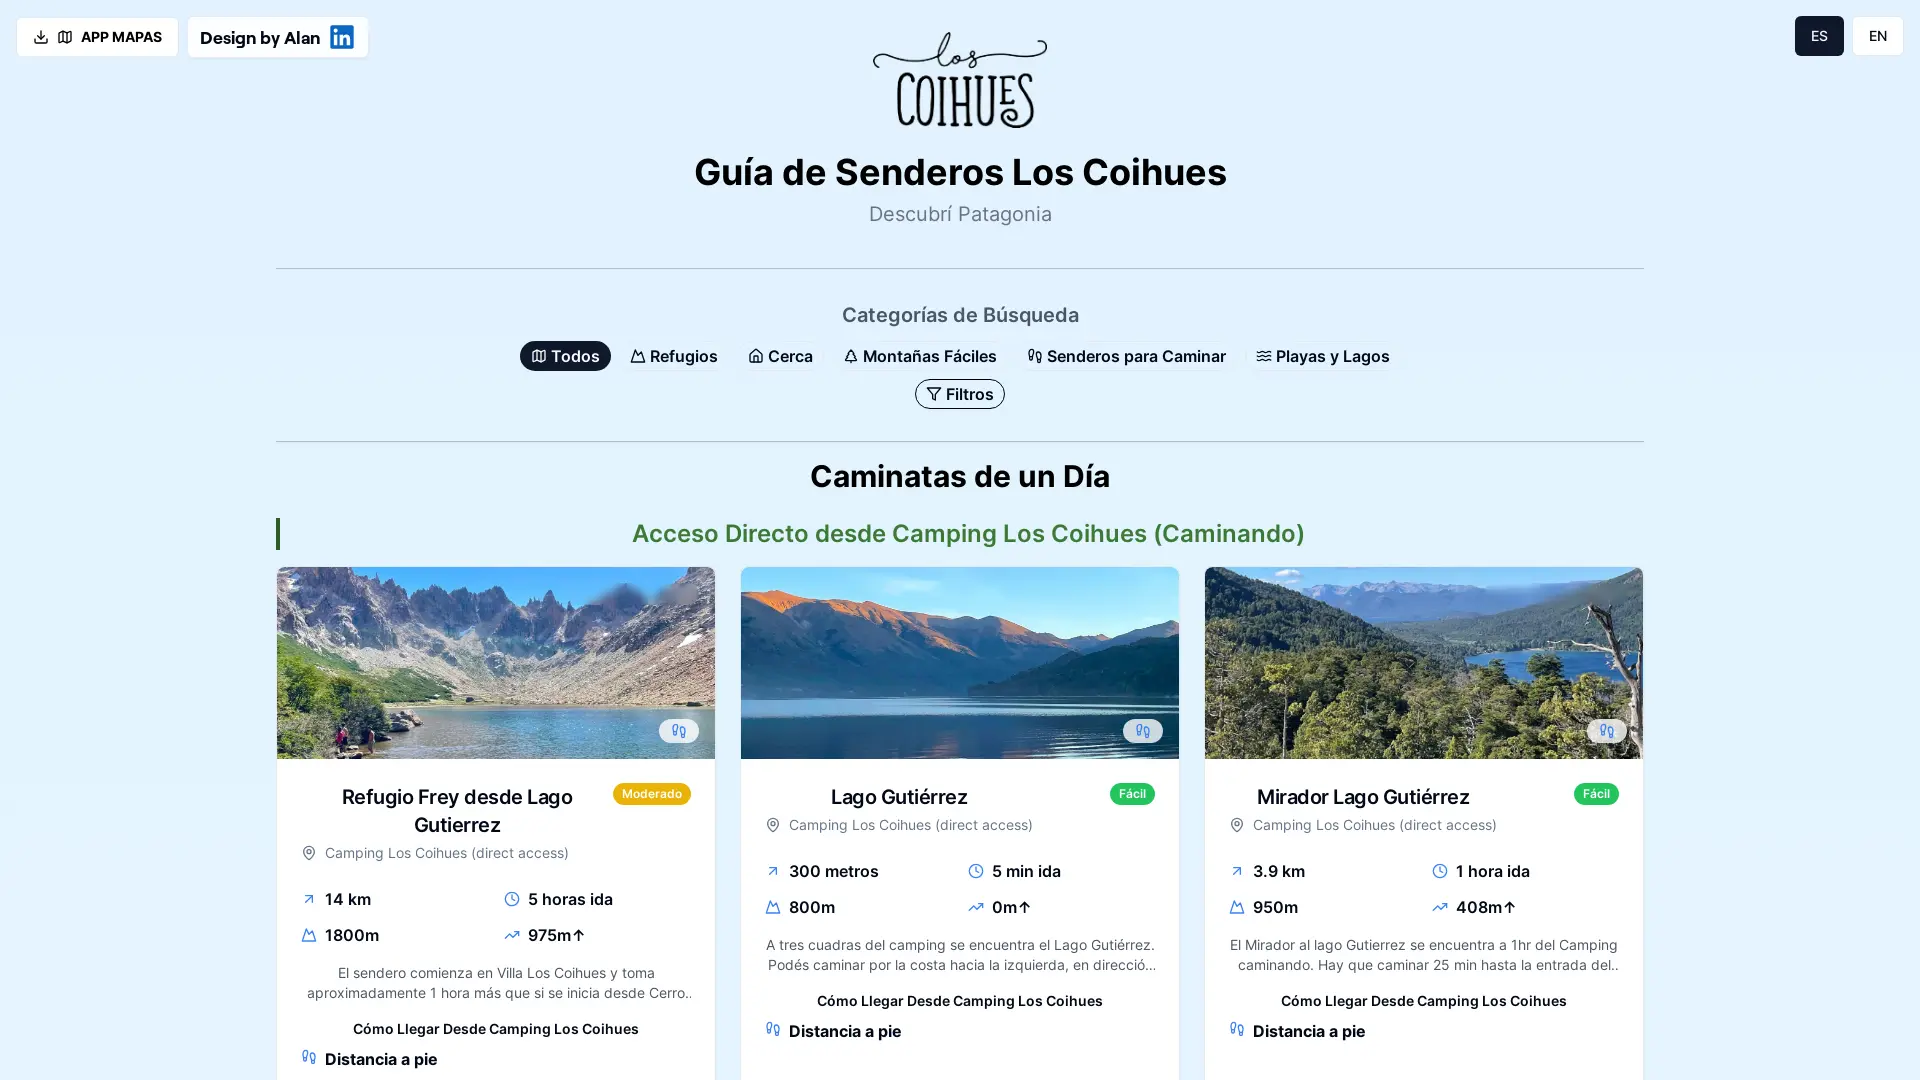 APP MAPAS
Design by Alan in
ES
EN
los
COIHUES
Guía de Senderos Los Coihues
Descubrí Patagonia
Categorías de Búsqueda
Todos
Refugios
Cerca
Montañas Fáciles
Senderos para Caminar
Playas y Lagos
Filtros
Caminatas de un Día
Acceso Directo desde Camping Los Coihues (Caminando)
Refugio Frey desde Lago
Gutierrez
Moderado
Camping Los Coihues (direct access)
14 km
5 horas ida
1800m
975m↑
El sendero comienza en Villa Los Coihues y toma
aproximadamente 1 hora más que si se inicia desde Cerro..
Cómo Llegar Desde Camping Los Coihues
Distancia a pie
Lago Gutiérrez
Fácil
Camping Los Coihues (direct access)
300 metros
5 min ida
800m
0m↑
A tres cuadras del camping se encuentra el Lago Gutiérrez.
Podés caminar por la costa hacia la izquierda, en direcció...
Cómo Llegar Desde Camping Los Coihues
Distancia a pie
Mirador Lago Gutiérrez
Fácil
Camping Los Coihues (direct access)
3.9 km
1 hora ida
950m
408m↑
El Mirador al lago Gutierrez se encuentra a 1hr del Camping
caminando. Hay que caminar 25 min hasta la entrada del..
Cómo Llegar Desde Camping Los Coihues
Distancia a pie